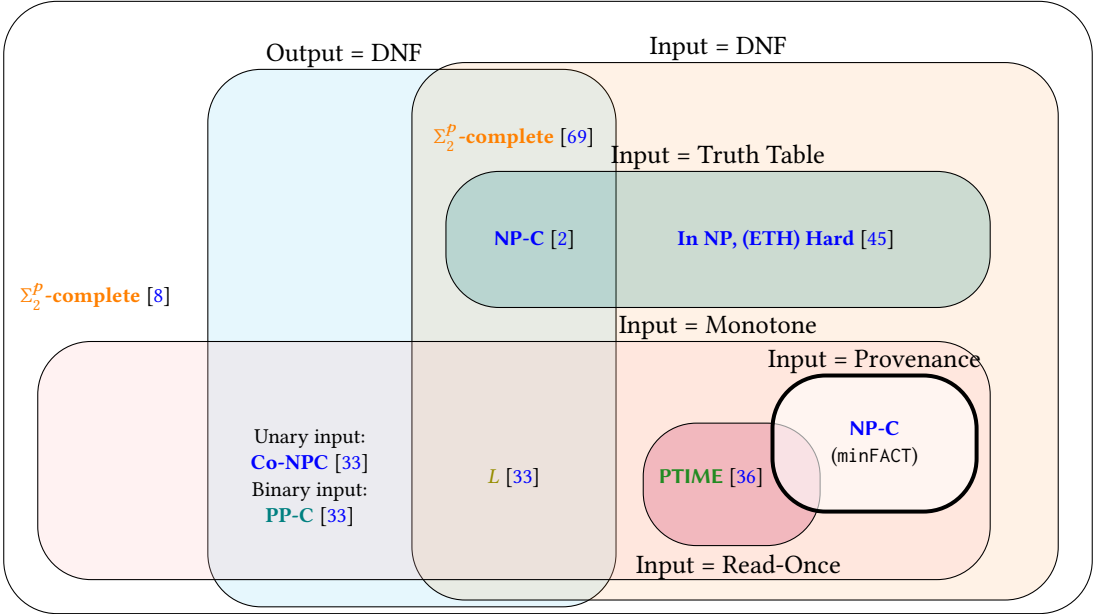 Input = DNF
Output = DNF
Σ₂ᵖ-complete [69]
Input = Truth Table
NP-C [2]
In NP, (ETH) Hard [45]
Σ₂ᵖ-complete [8]
Input = Monotone
Input = Provenance
NP-C
(minFACT)
Unary input:
Co-NPC [33]
Binary input:
PP-C [33]
L [33]
PTIME [36]
Input = Read-Once